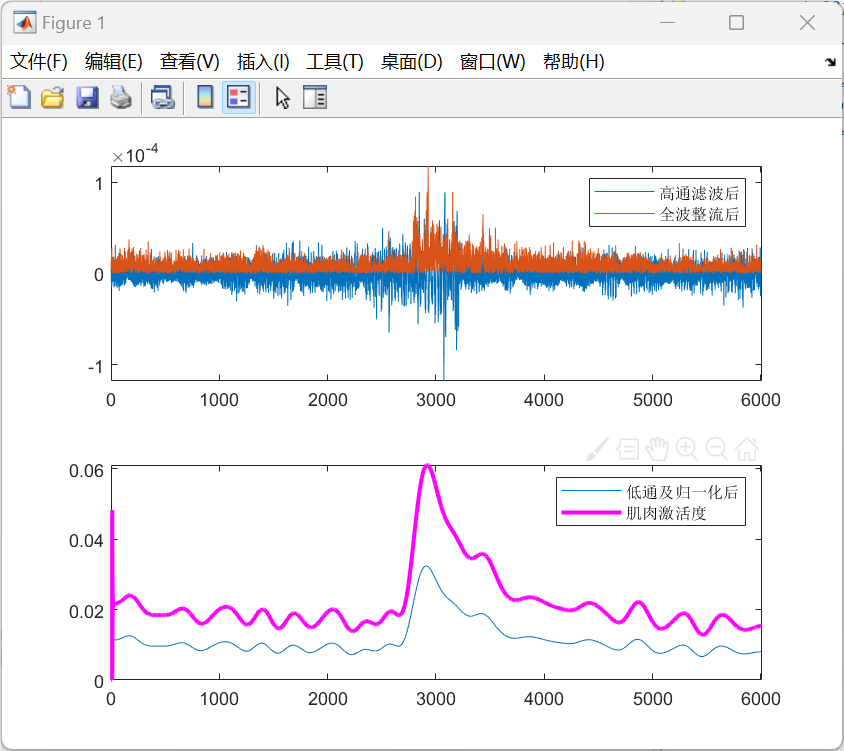 Figure 1
文件(F) 编辑(E) 查看(V) 插入(I) 工具(T) 桌面(D) 窗口(W) 帮助(H)
×10-4
1
0
-1
高通滤波后
全波整流后
0 1000 2000 3000 4000 5000 6000
0.06
0.04
0.02
0
低通及归一化后
肌肉激活度
0 1000 2000 3000 4000 5000 6000